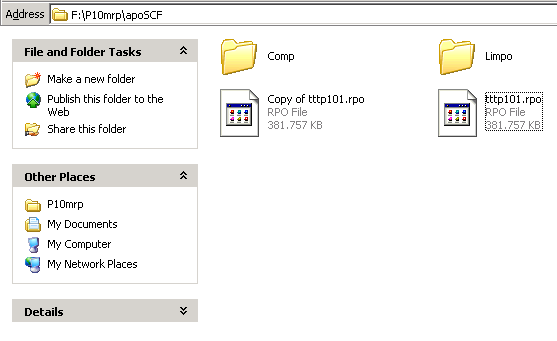 Address F:\P10mrp\apoSCF
File and Folder Tasks
Make a new folder
Publish this folder to the
Web
Share this folder
Other Places
P10mrp
My Documents
My Computer
My Network Places
Details
Comp
Limpo
Copy of tttp101.rpo
RPO File
381.757 KB
tttp101.rpo
RPO File
381.757 KB